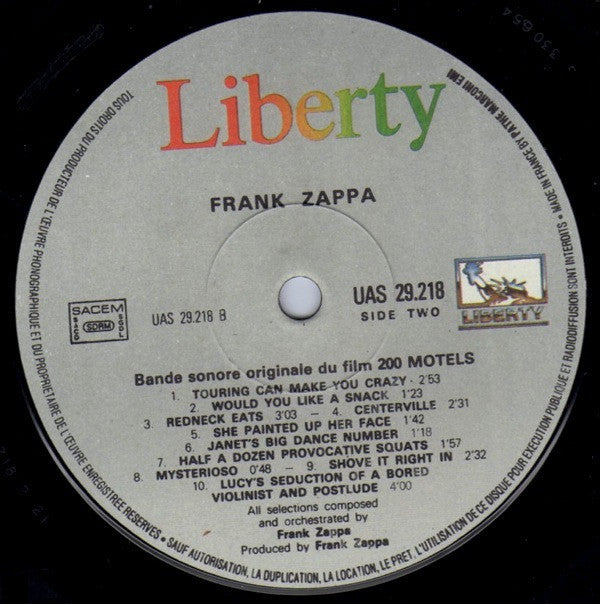 Liberty
FRANK ZAPPA
SACEM
SACD SDRM SGDL
UAS 29.218 B
UAS 29.218
SIDE TWO
LIBERTY
Bande sonore originale du film 200 MOTELS
1. TOURING CAN MAKE YOU CRAZY · 2'53
2. WOULD YOU LIKE A SNACK 1'23
3. REDNECK EATS 3'03 – 4. CENTERVILLE 2'31
5. SHE PAINTED UP HER FACE 1'42
6. JANET'S BIG DANCE NUMBER 1'18
7. HALF A DOZEN PROVOCATIVE SQUATS 1'57
8. MYSTERIOSO 0'48 – 9. SHOVE IT RIGHT IN 2'32
10. LUCY'S SEDUCTION OF A BORED
VIOLINIST AND POSTLUDE 4'00
All selections composed
and orchestrated by
Frank Zappa
Produced by Frank Zappa
TOUS DROITS DU PRODUCTEUR DE L'ŒUVRE PHONOGRAPHIQUE ET DU PROPRIETAIRE DE L'ŒUVRE ENREGISTREE RESERVES • SAUF AUTORISATION, LA DUPLICATION, LA LOCATION, LE PRET, L'UTILISATION DE CE DISQUE POUR EXECUTION PUBLIQUE ET RADIODIFFUSION SONT INTERDITS • MADE IN FRANCE BY PATHE MARCONI EMI